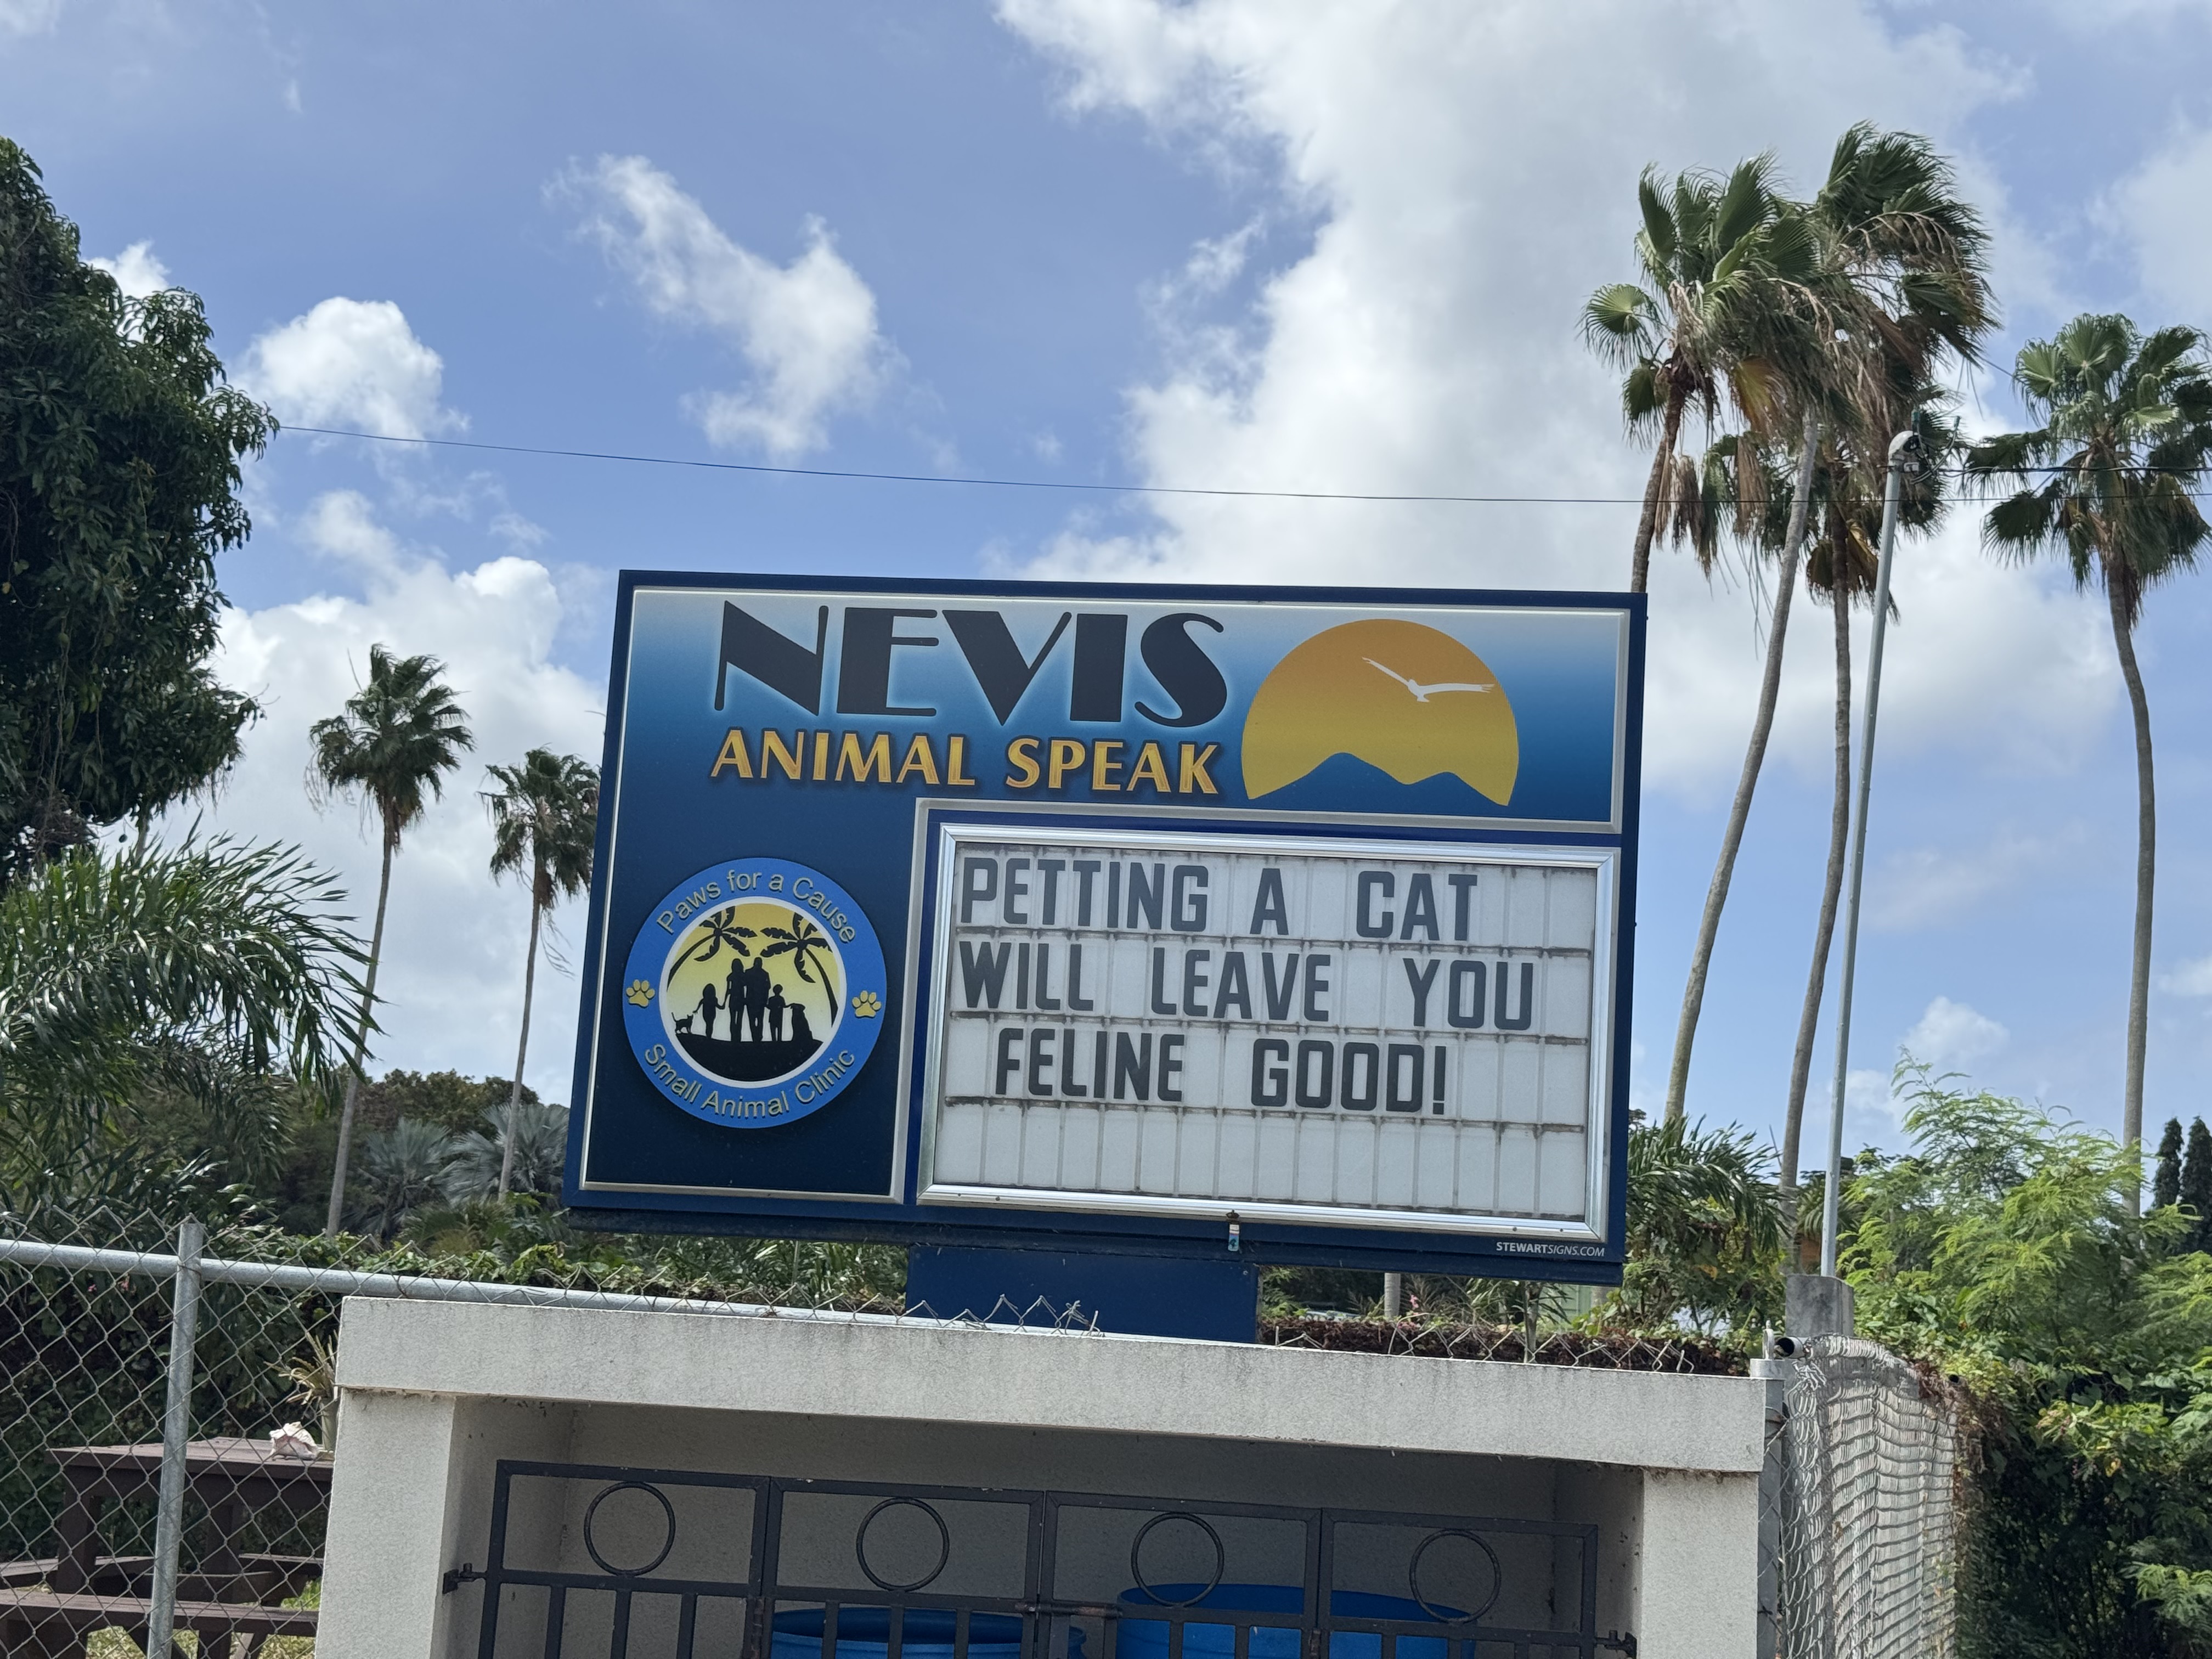 NEVIS
ANIMAL SPEAK
Paws for a Cause
Small Animal Clinic
PETTING A CAT
WILL LEAVE YOU
FELINE GOOD!
STEWARTSIGNS.COM